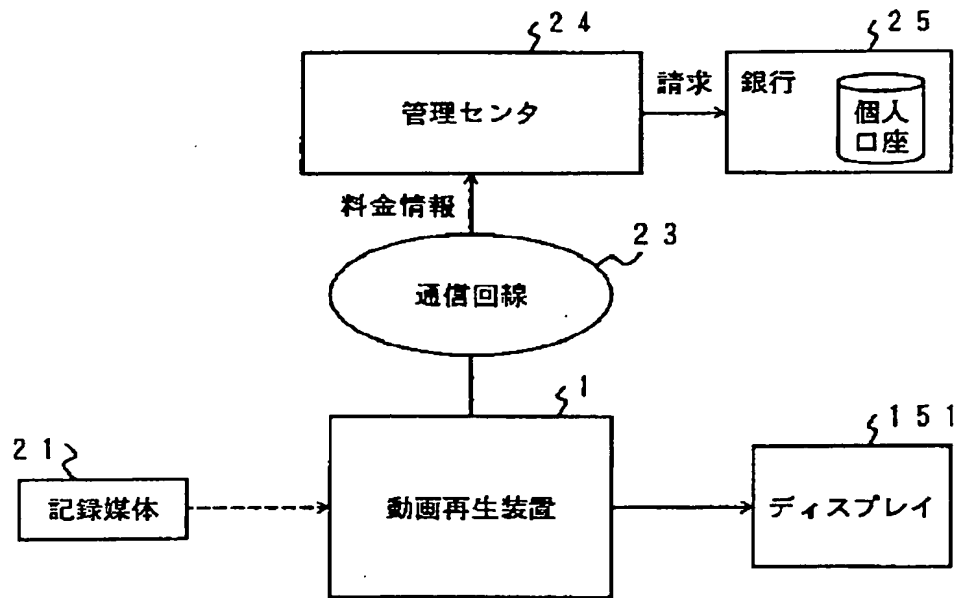 24
25
管理センタ
請求
銀行
個人
口座
料金情報
23
通信回線
1
151
21
記録媒体
動画再生装置
ディスプレイ